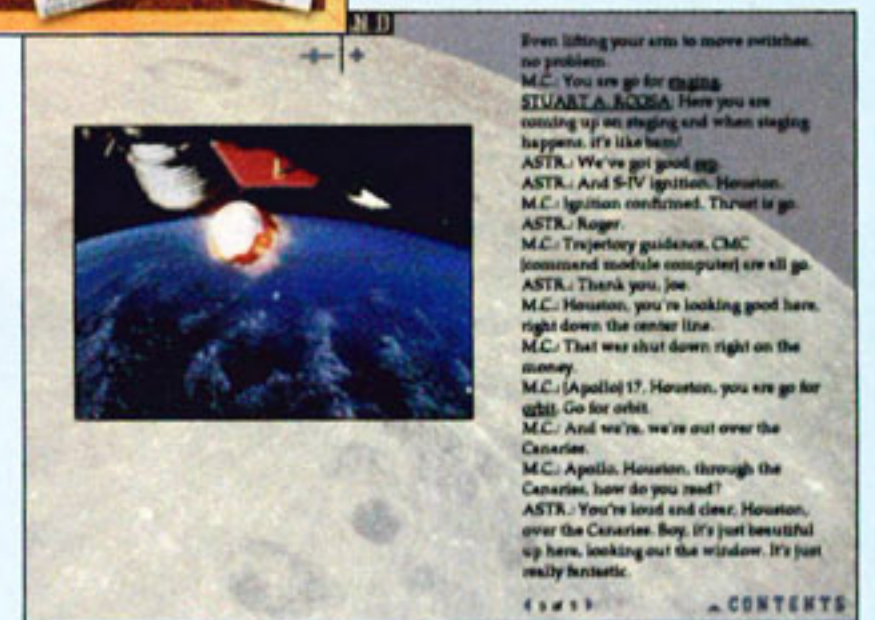 Even lifting your arm to move switches,
no problem.
M.C.: You are go for staging.
STUART A. ROOSA: Here you are
coming up on staging and when staging
happens, it's like bam!
ASTR.: We've got good sep.
ASTR.: And S-IV ignition, Houston.
M.C.: Ignition confirmed. Thrust is go.
ASTR.: Roger.
M.C.: Trajectory guidance, CMC
[command module computer] are all go.
ASTR.: Thank you, Joe.
M.C.: Houston, you're looking good here,
right down the center line.
M.C.: That was shut down right on the
money.
M.C.: [Apollo] 17, Houston, you are go for
orbit. Go for orbit.
M.C.: And we're, we're out over the
Canaries.
M.C.: Apollo, Houston, through the
Canaries, how do you read?
ASTR.: You're loud and clear, Houston,
over the Canaries. Boy, it's just beautiful
up here, looking out the window. It's just
really fantastic.
CONTENTS